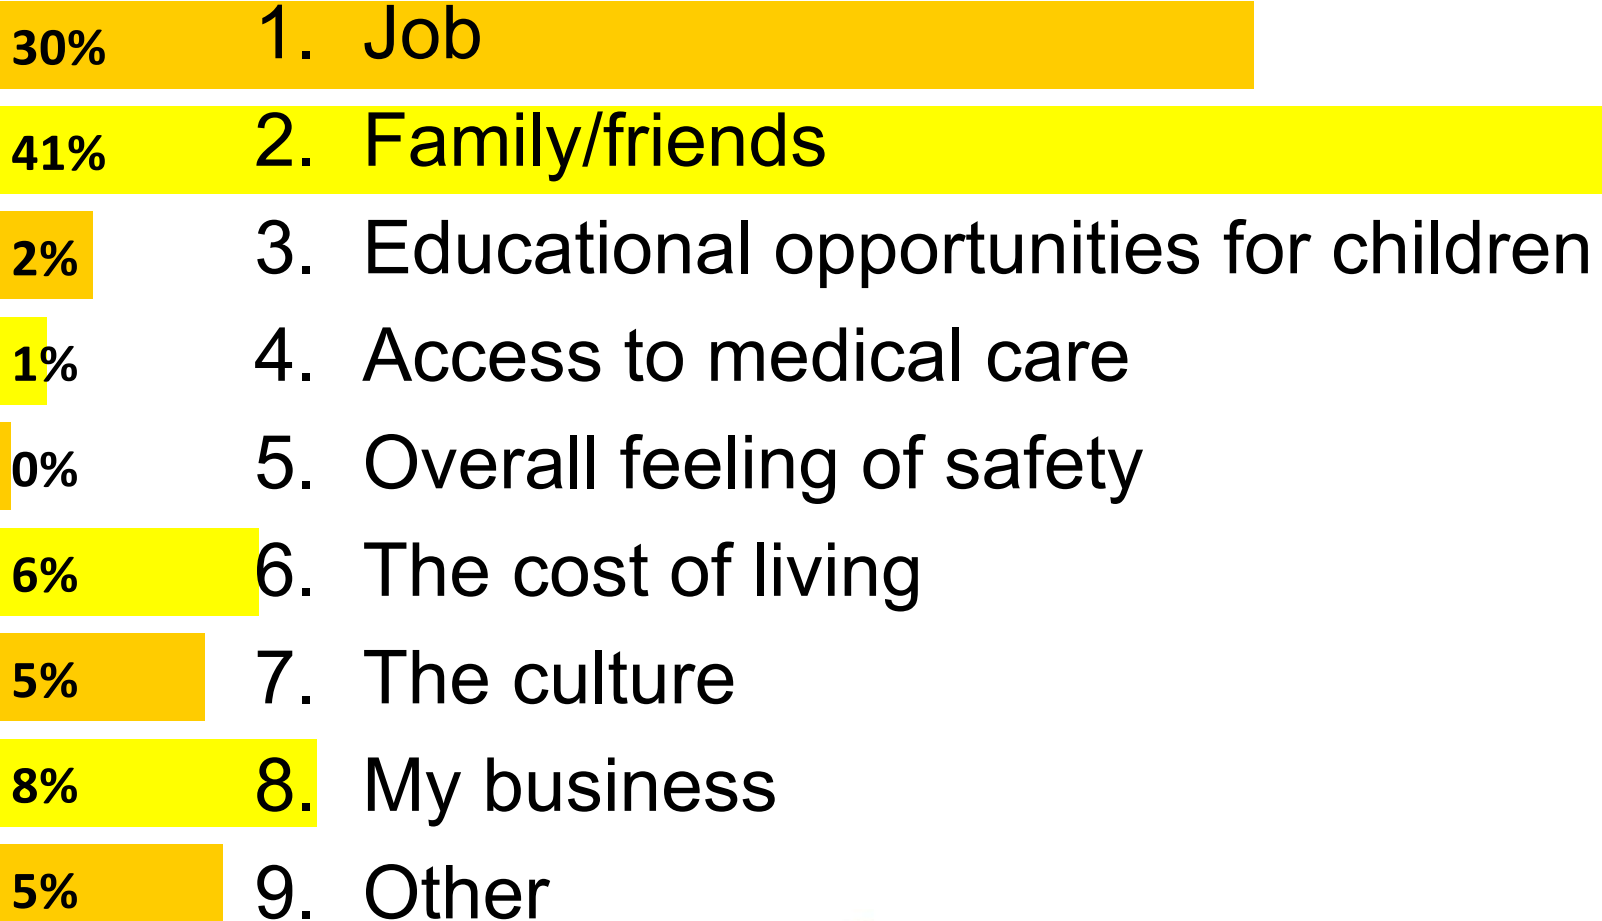 30% 1. Job
41% 2. Family/friends
2% 3. Educational opportunities for children
1% 4. Access to medical care
0% 5. Overall feeling of safety
6% 6. The cost of living
5% 7. The culture
8% 8. My business
5% 9. Other